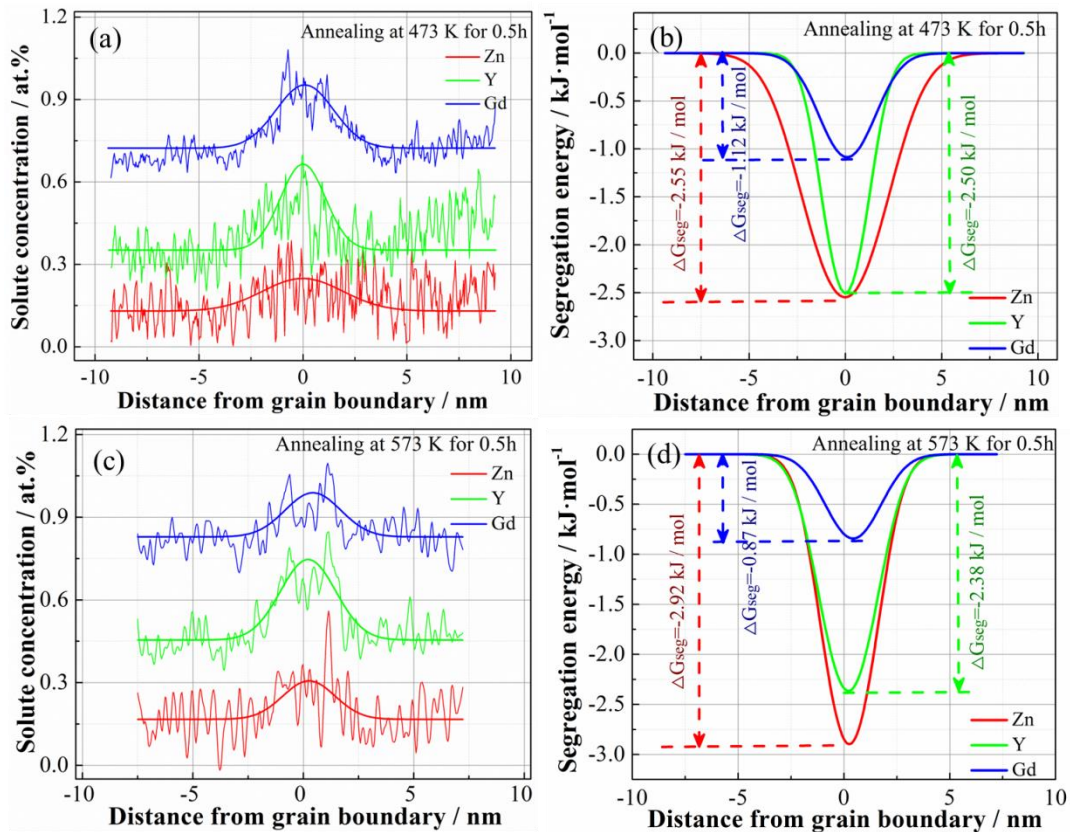 (a)
Annealing at 473 K for 0.5h
Zn
Y
Gd
1.2
0.9
0.6
0.3
0.0
Solute concentration / at.%
-10
-5
0
5
10
Distance from grain boundary / nm
(b)
Annealing at 473 K for 0.5h
0.0
-0.5
-1.0
-1.5
-2.0
-2.5
-3.0
Segregation energy / kJ·mol⁻¹
△Gseg=-2.55 kJ / mol
△Gseg=-1.12 kJ / mol
△Gseg=-2.50 kJ / mol
Zn
Y
Gd
-10
-5
0
5
10
Distance from grain boundary / nm
(c)
Annealing at 573 K for 0.5h
Zn
Y
Gd
1.2
0.9
0.6
0.3
0.0
Solute concentration / at.%
-10
-5
0
5
10
Distance from grain boundary / nm
(d)
Annealing at 573 K for 0.5h
0.0
-0.5
-1.0
-1.5
-2.0
-2.5
-3.0
Segregation energy / kJ·mol⁻¹
△Gseg=-2.92 kJ / mol
△Gseg=-0.87 kJ / mol
△Gseg=-2.38 kJ / mol
Zn
Y
Gd
-10
-5
0
5
10
Distance from grain boundary / nm